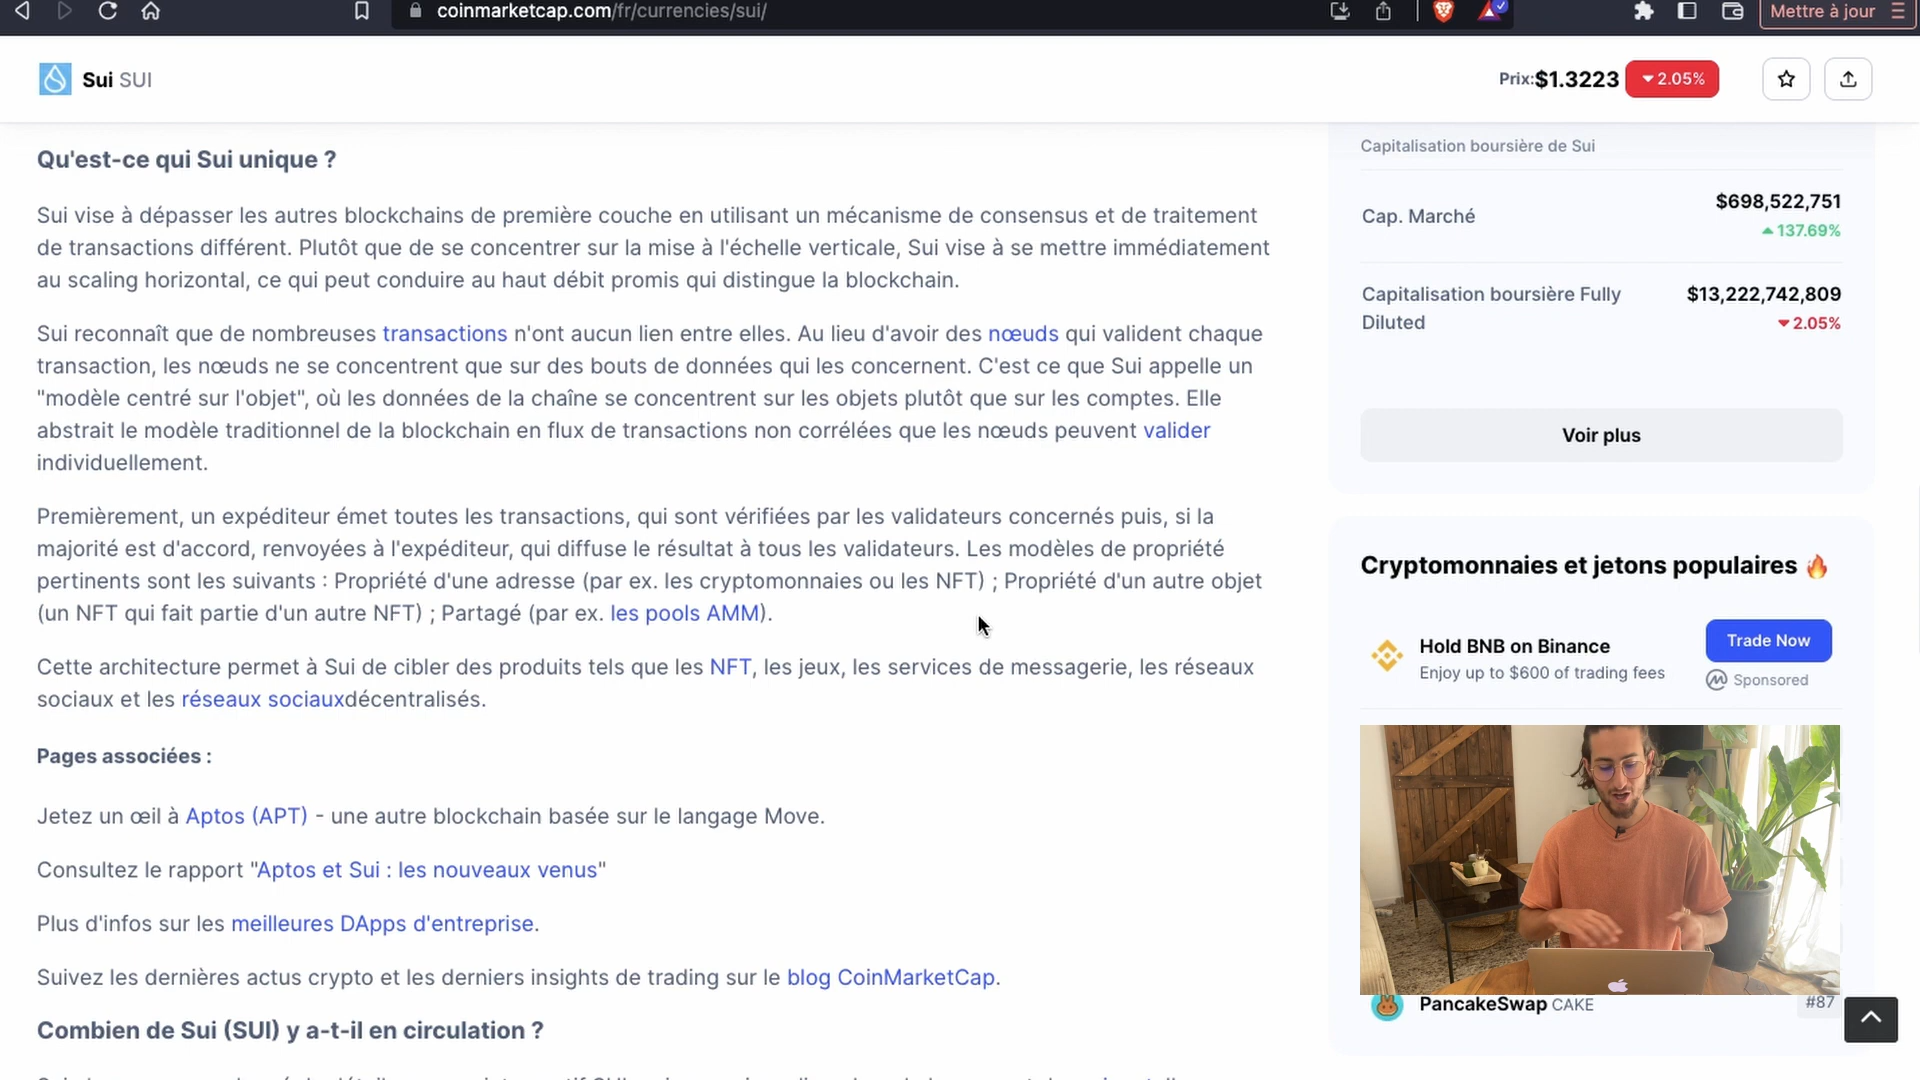 coinmarketcap.com/fr/currencies/sui/
Mettre à jour
Sui SUI
Prix:$1.3223
2.05%
Qu'est-ce qui Sui unique ?
Sui vise à dépasser les autres blockchains de première couche en utilisant un mécanisme de consensus et de traitement
de transactions différent. Plutôt que de se concentrer sur la mise à l'échelle verticale, Sui vise à se mettre immédiatement
au scaling horizontal, ce qui peut conduire au haut débit promis qui distingue la blockchain.
Sui reconnaît que de nombreuses transactions n'ont aucun lien entre elles. Au lieu d'avoir des nœuds qui valident chaque
transaction, les nœuds ne se concentrent que sur des bouts de données qui les concernent. C'est ce que Sui appelle un
"modèle centré sur l'objet", où les données de la chaîne se concentrent sur les objets plutôt que sur les comptes. Elle
abstrait le modèle traditionnel de la blockchain en flux de transactions non corrélées que les nœuds peuvent valider
individuellement.
Premièrement, un expéditeur émet toutes les transactions, qui sont vérifiées par les validateurs concernés puis, si la
majorité est d'accord, renvoyées à l'expéditeur, qui diffuse le résultat à tous les validateurs. Les modèles de propriété
pertinents sont les suivants : Propriété d'une adresse (par ex. les cryptomonnaies ou les NFT) ; Propriété d'un autre objet
(un NFT qui fait partie d'un autre NFT) ; Partagé (par ex. les pools AMM).
Cette architecture permet à Sui de cibler des produits tels que les NFT, les jeux, les services de messagerie, les réseaux
sociaux et les réseaux sociauxdécentralisés.
Pages associées :
Jetez un œil à Aptos (APT) - une autre blockchain basée sur le langage Move.
Consultez le rapport "Aptos et Sui : les nouveaux venus"
Plus d'infos sur les meilleures DApps d'entreprise.
Suivez les dernières actus crypto et les derniers insights de trading sur le blog CoinMarketCap.
Combien de Sui (SUI) y a-t-il en circulation ?
Capitalisation boursière de Sui
Cap. Marché
$698,522,751
137.69%
Capitalisation boursière Fully
Diluted
$13,222,742,809
2.05%
Voir plus
Cryptomonnaies et jetons populaires
Hold BNB on Binance
Enjoy up to $600 of trading fees
Trade Now
Sponsored
PancakeSwap CAKE
#87